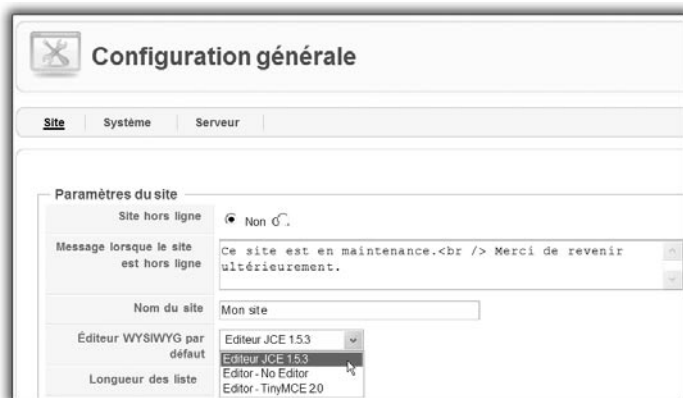 Configuration générale
Site Système Serveur
Paramètres du site
Site hors ligne Non
Message lorsque le site est hors ligne
Ce site est en maintenance.<br /> Merci de revenir
ultérieurement.
Nom du site Mon site
Éditeur WYSIWYG par défaut
Editeur JCE 1.5.3
Editeur JCE 1.5.3
Editor - No Editor
Longueur des liste
Editor - TinyMCE 2.0